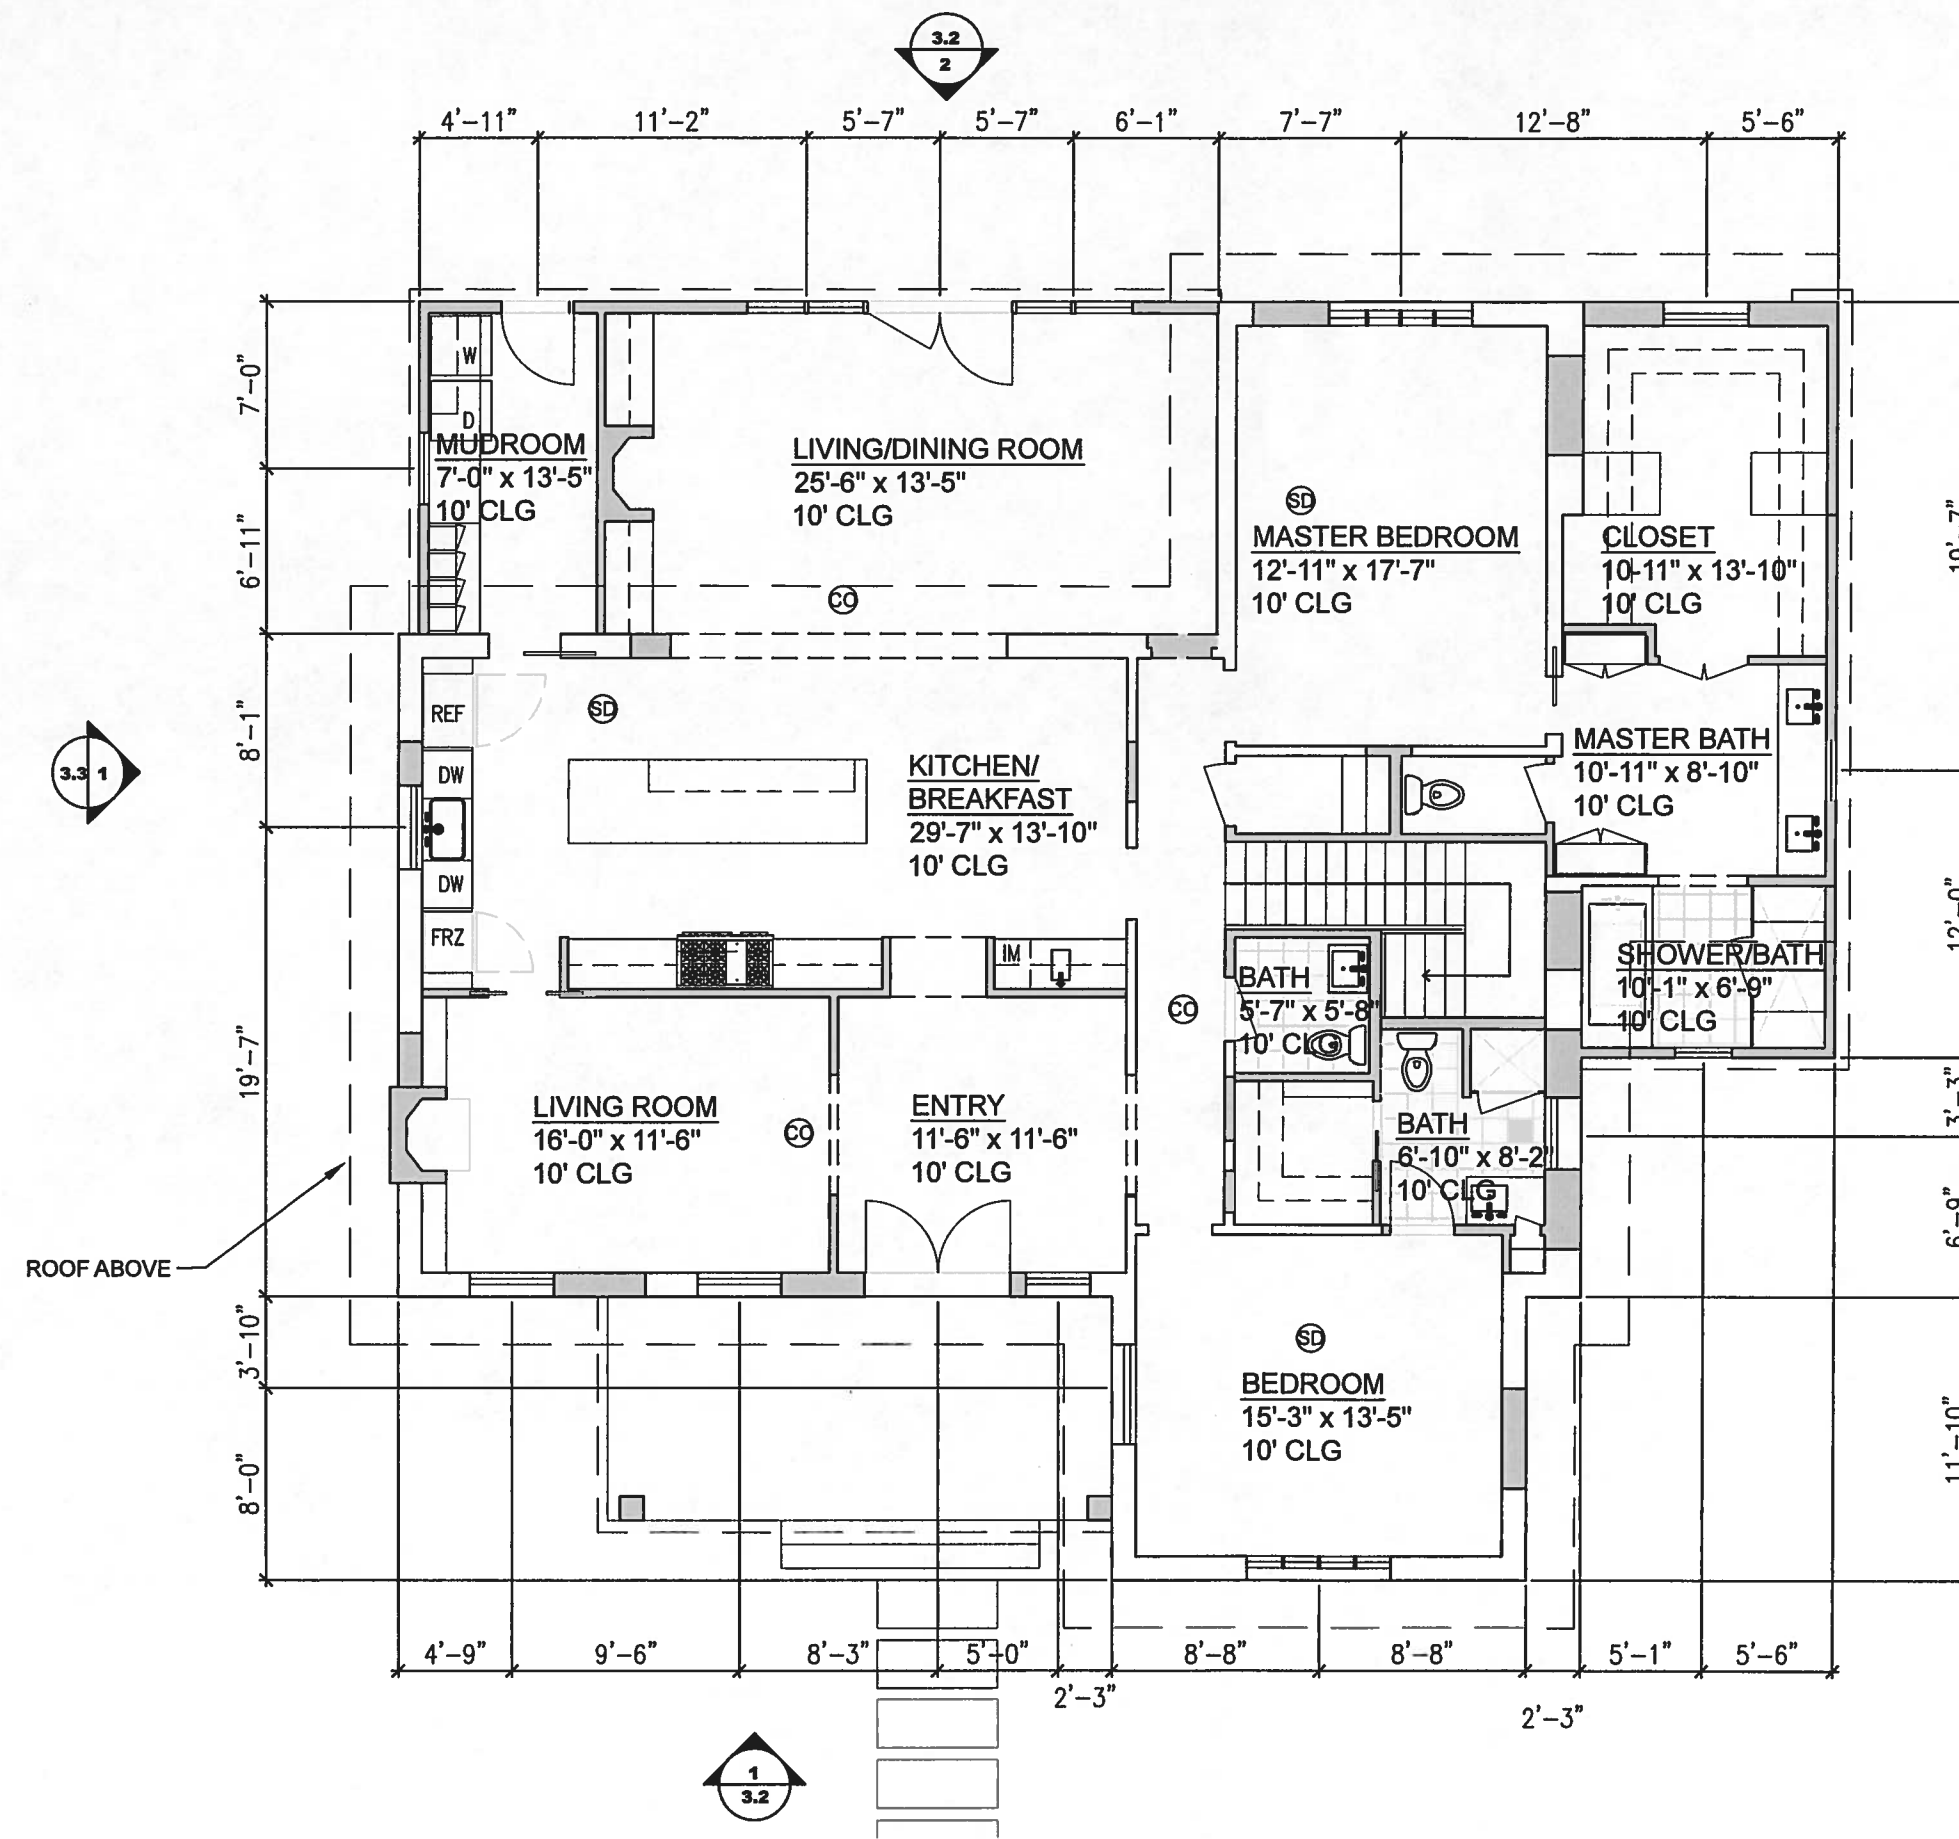 3.2
2
4'-11" 11'-2" 5'-7" 5'-7" 6'-1" 7'-7" 12'-8" 5'-6"
7'-0"
6'-11"
8'-1"
19'-7"
3'-10"
8'-0"
W
D
MUDROOM
7'-0" x 13'-5"
10' CLG
LIVING/DINING ROOM
25'-6" x 13'-5"
10' CLG
CO
SD
MASTER BEDROOM
12'-11" x 17'-7"
10' CLG
CLOSET
10-11" x 13'-10"
10' CLG
3.3 1
REF
DW
DW
FRZ
SD
KITCHEN/
BREAKFAST
29'-7" x 13'-10"
10' CLG
IM
MASTER BATH
10'-11" x 8'-10"
10' CLG
SHOWER/BATH
10'-1" x 6'-9"
10' CLG
BATH
5'-7" x 5'-8"
10' CLG
CO
LIVING ROOM
16'-0" x 11'-6"
10' CLG
CO
ENTRY
11'-6" x 11'-6"
10' CLG
BATH
6'-10" x 8'-2"
10' CLG
ROOF ABOVE
SD
BEDROOM
15'-3" x 13'-5"
10' CLG
12'-0"
3'-3"
6'-9"
11'-10"
4'-9" 9'-6" 8'-3" 5'-0" 8'-8" 8'-8" 5'-1" 5'-6"
2'-3"
2'-3"
1
3.2